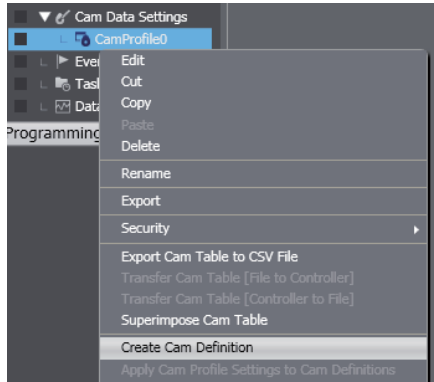 Cam Data Settings
CamProfile0
Edit
Cut
Copy
Paste
Delete
Rename
Export
Security
Export Cam Table to CSV File
Transfer Cam Table [File to Controller]
Transfer Cam Table [Controller to File]
Superimpose Cam Table
Create Cam Definition
Apply Cam Profile Settings to Cam Definitions
Eve
Tas
Data
Programming